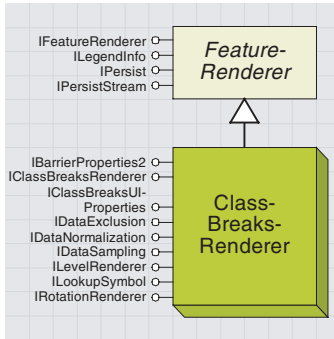 IFeatureRenderer
ILegendInfo
IPersist
IPersistStream
Feature-
Renderer
IBarrierProperties2
IClassBreaksRenderer
IClassBreaksUI-
Properties
IDataExclusion
IDataNormalization
IDataSampling
ILevelRenderer
ILookupSymbol
IRotationRenderer
Class-
Breaks-
Renderer